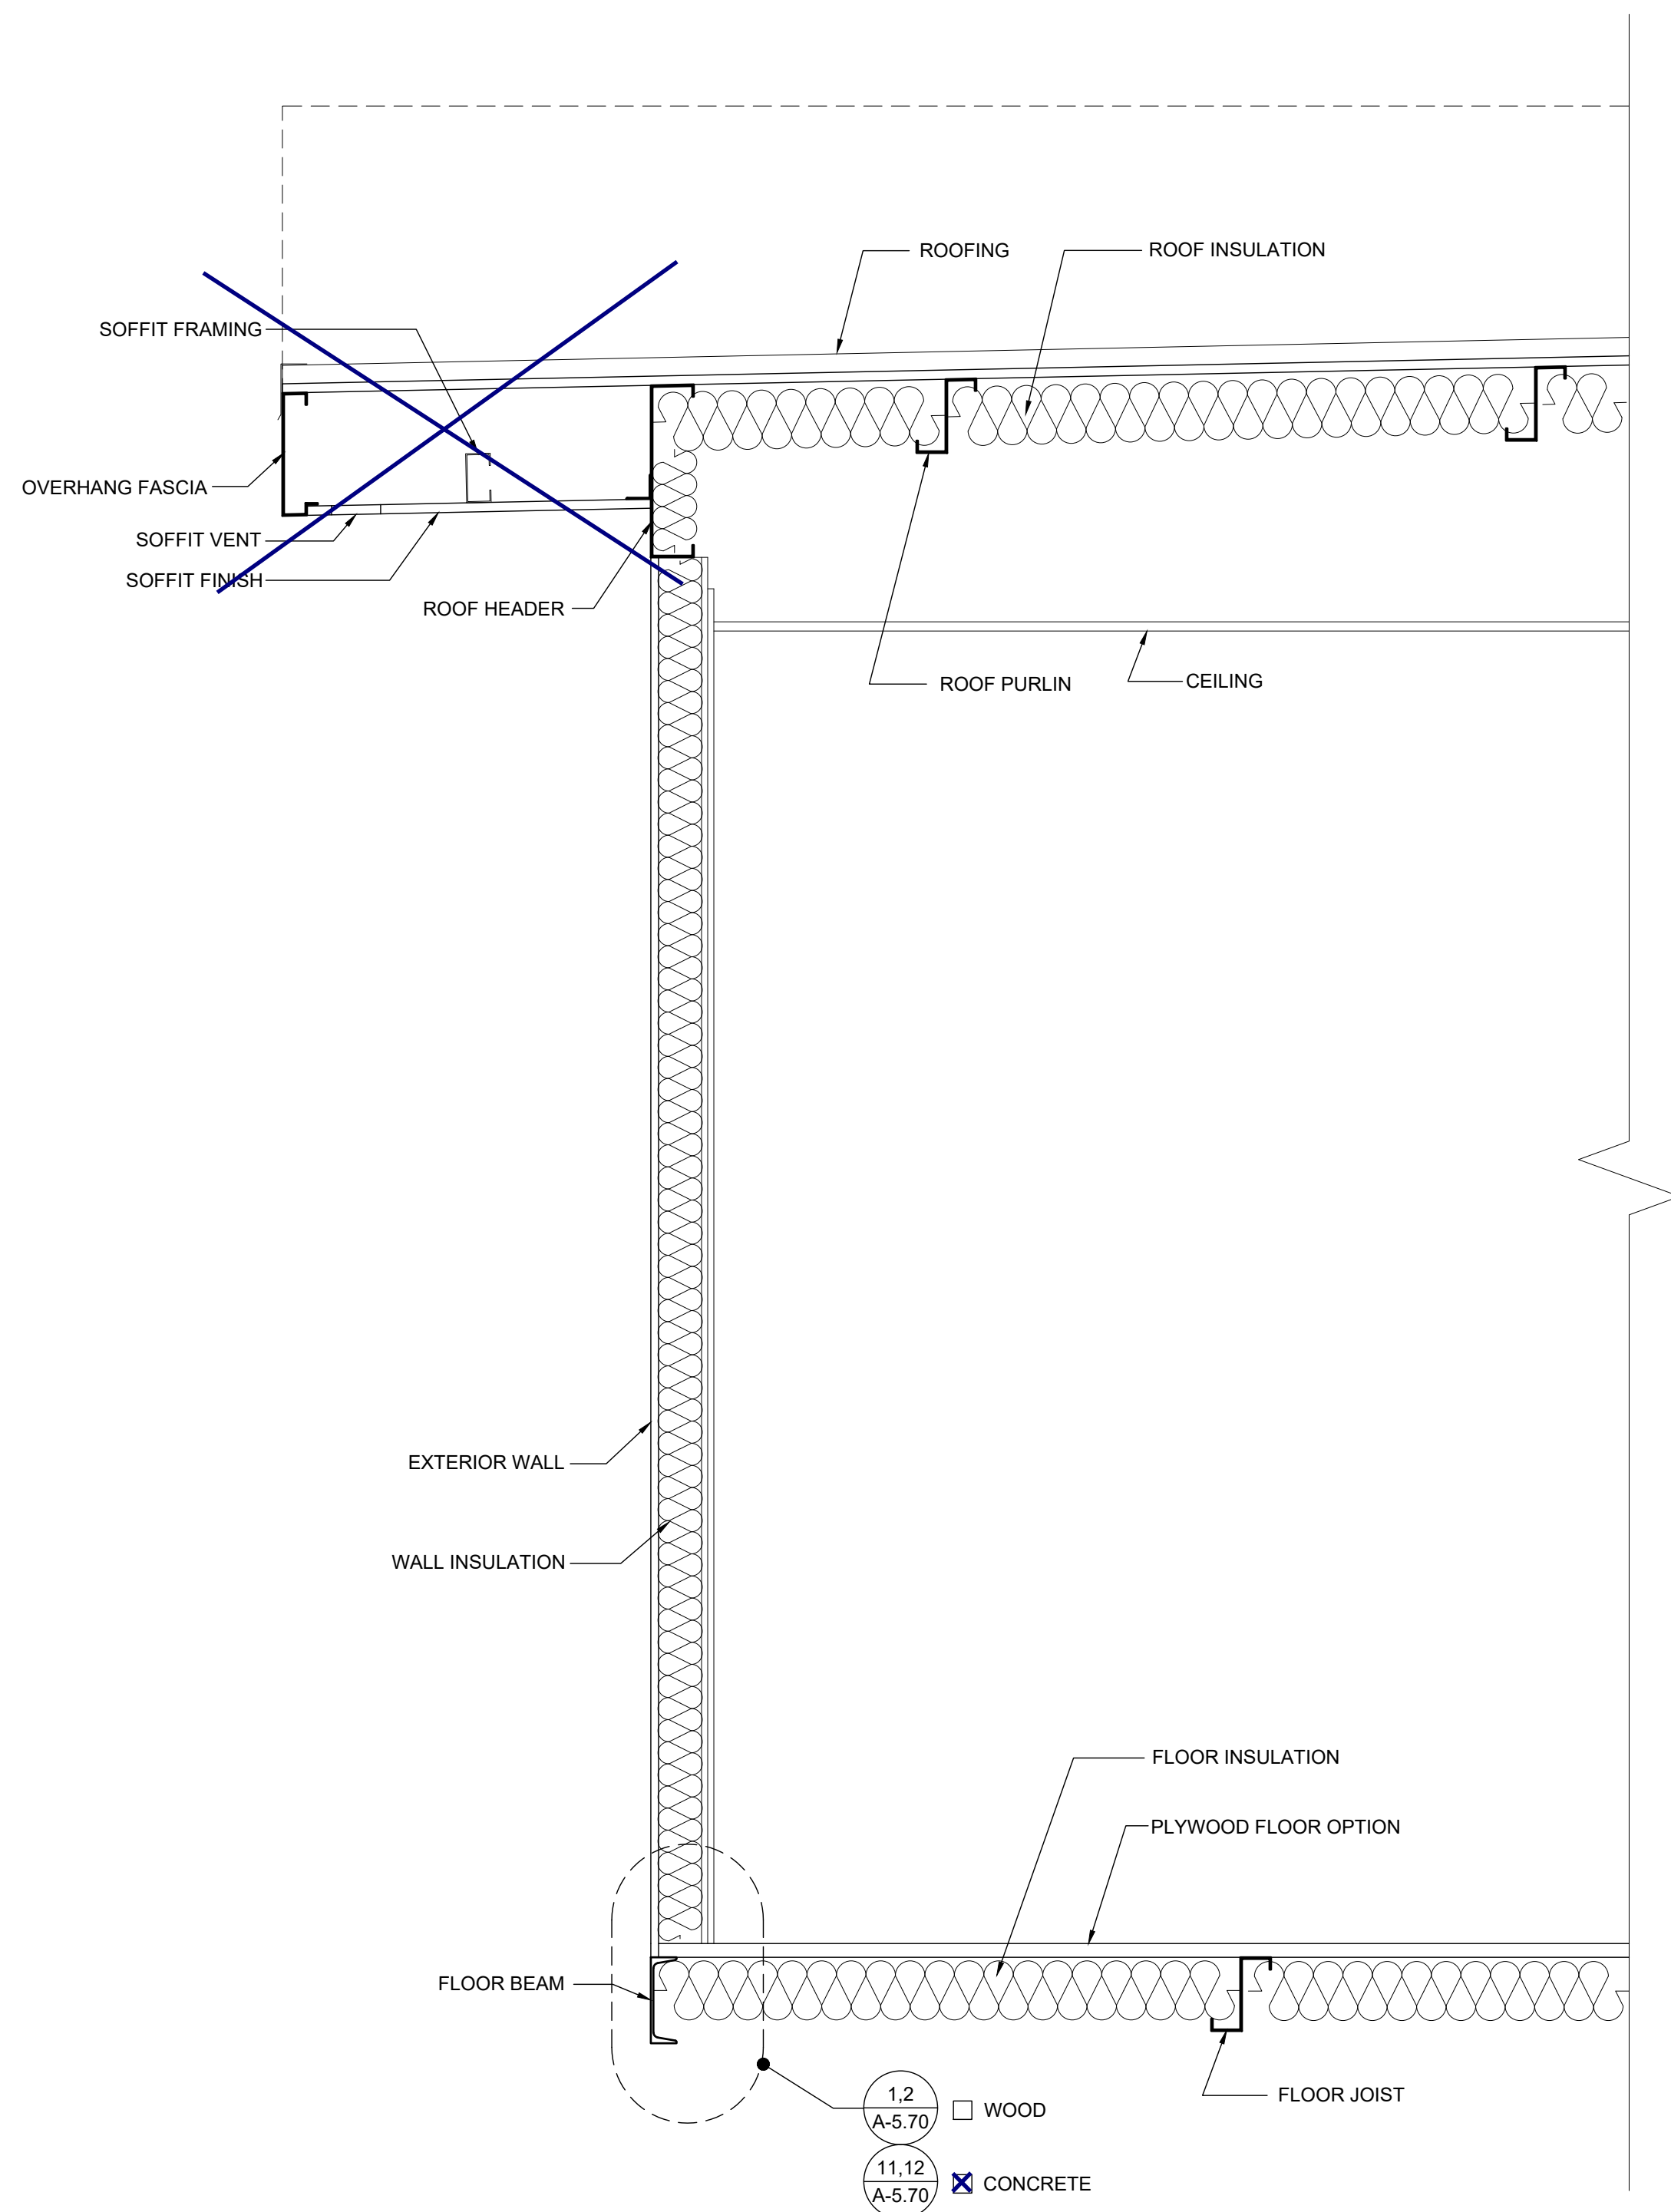 ROOFING
ROOF INSULATION
SOFFIT FRAMING
OVERHANG FASCIA
SOFFIT VENT
SOFFIT FINISH
ROOF HEADER
ROOF PURLIN
CEILING
EXTERIOR WALL
WALL INSULATION
FLOOR INSULATION
PLYWOOD FLOOR OPTION
FLOOR BEAM
FLOOR JOIST
1,2
A-5.70
WOOD
11,12
A-5.70
CONCRETE